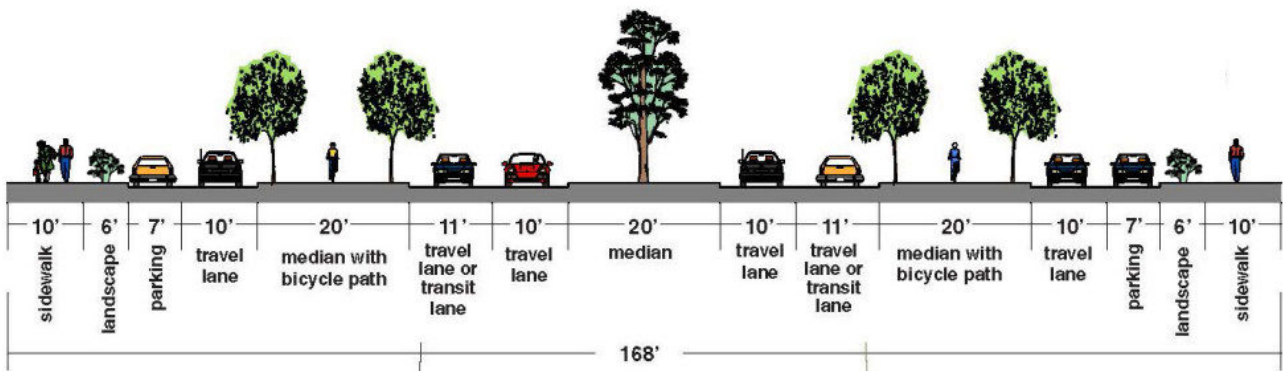 10’ 6’ 7’ 10’ 20’ 11’ 10’ 20’ 10’ 11’ 20’ 10’ 7’ 6’ 10’
sidewalk
landscape
parking
travel
lane
median with
bicycle path
travel
lane or
transit
lane
travel
lane
median
travel
lane
travel
lane or
transit
lane
median with
bicycle path
travel
lane
parking
landscape
sidewalk
168’